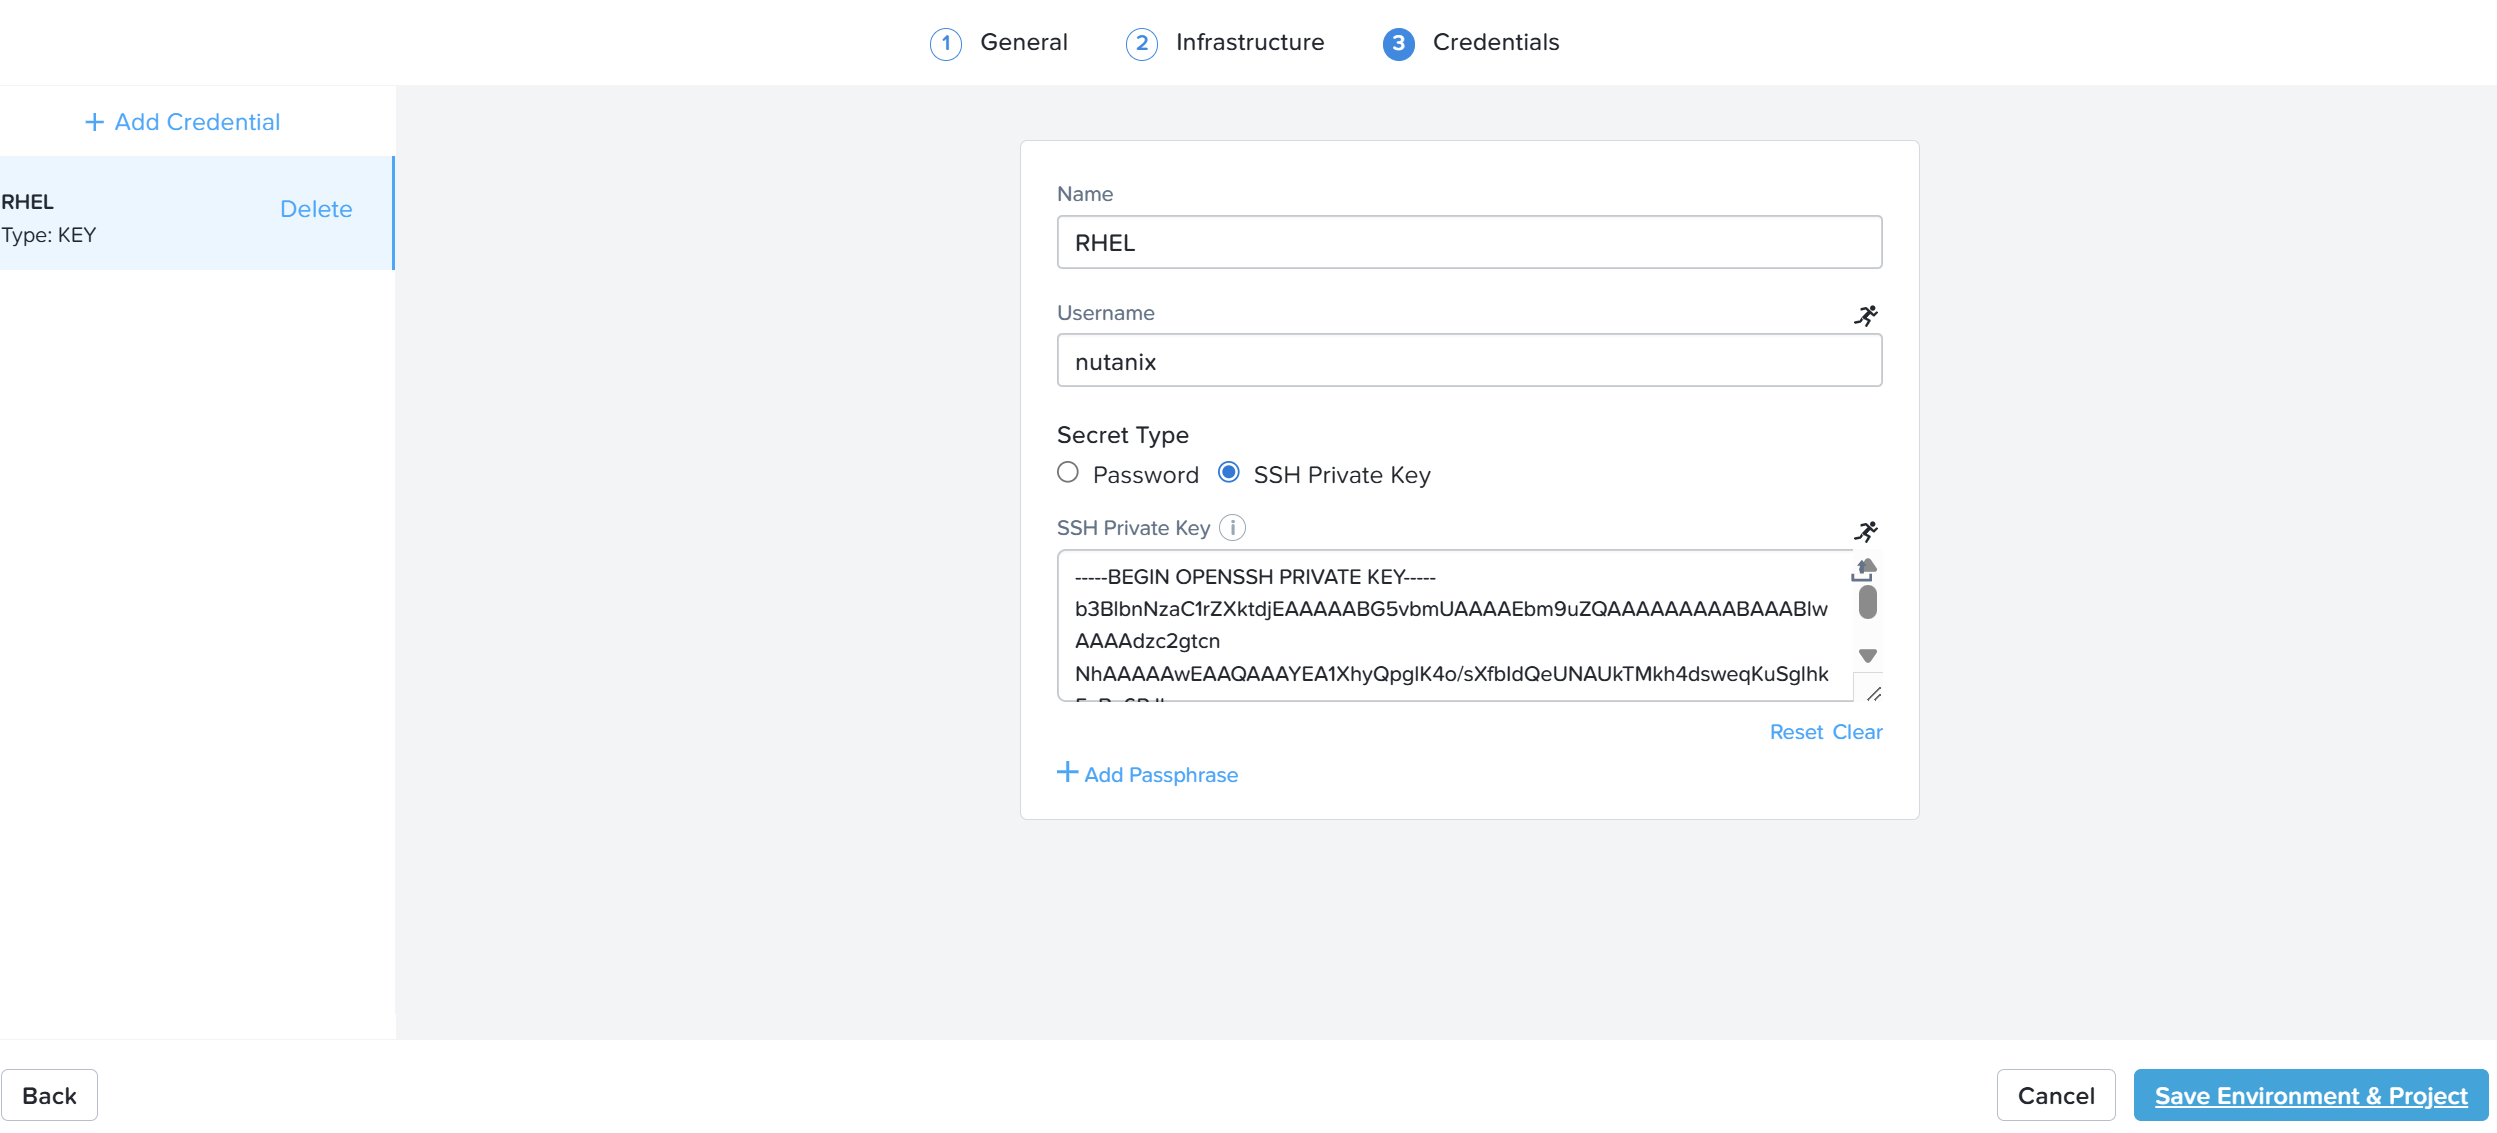 1 General 2 Infrastructure 3 Credentials
+ Add Credential
RHEL
Delete
Type: KEY
Name
RHEL
Username
nutanix
Secret Type
Password SSH Private Key
SSH Private Key i
-----BEGIN OPENSSH PRIVATE KEY-----
b3BlbnNzaC1rZXktdjEAAAAABG5vbmUAAAAEbm9uZQAAAAAAAAABAAABlw
AAAAdzc2gtcn
NhAAAAAwEAAQAAAYEA1XhyQpglK4o/sXfbIdQeUNAUkTMkh4dsweqKuSglhk
Reset Clear
+ Add Passphrase
Back
Cancel
Save Environment & Project